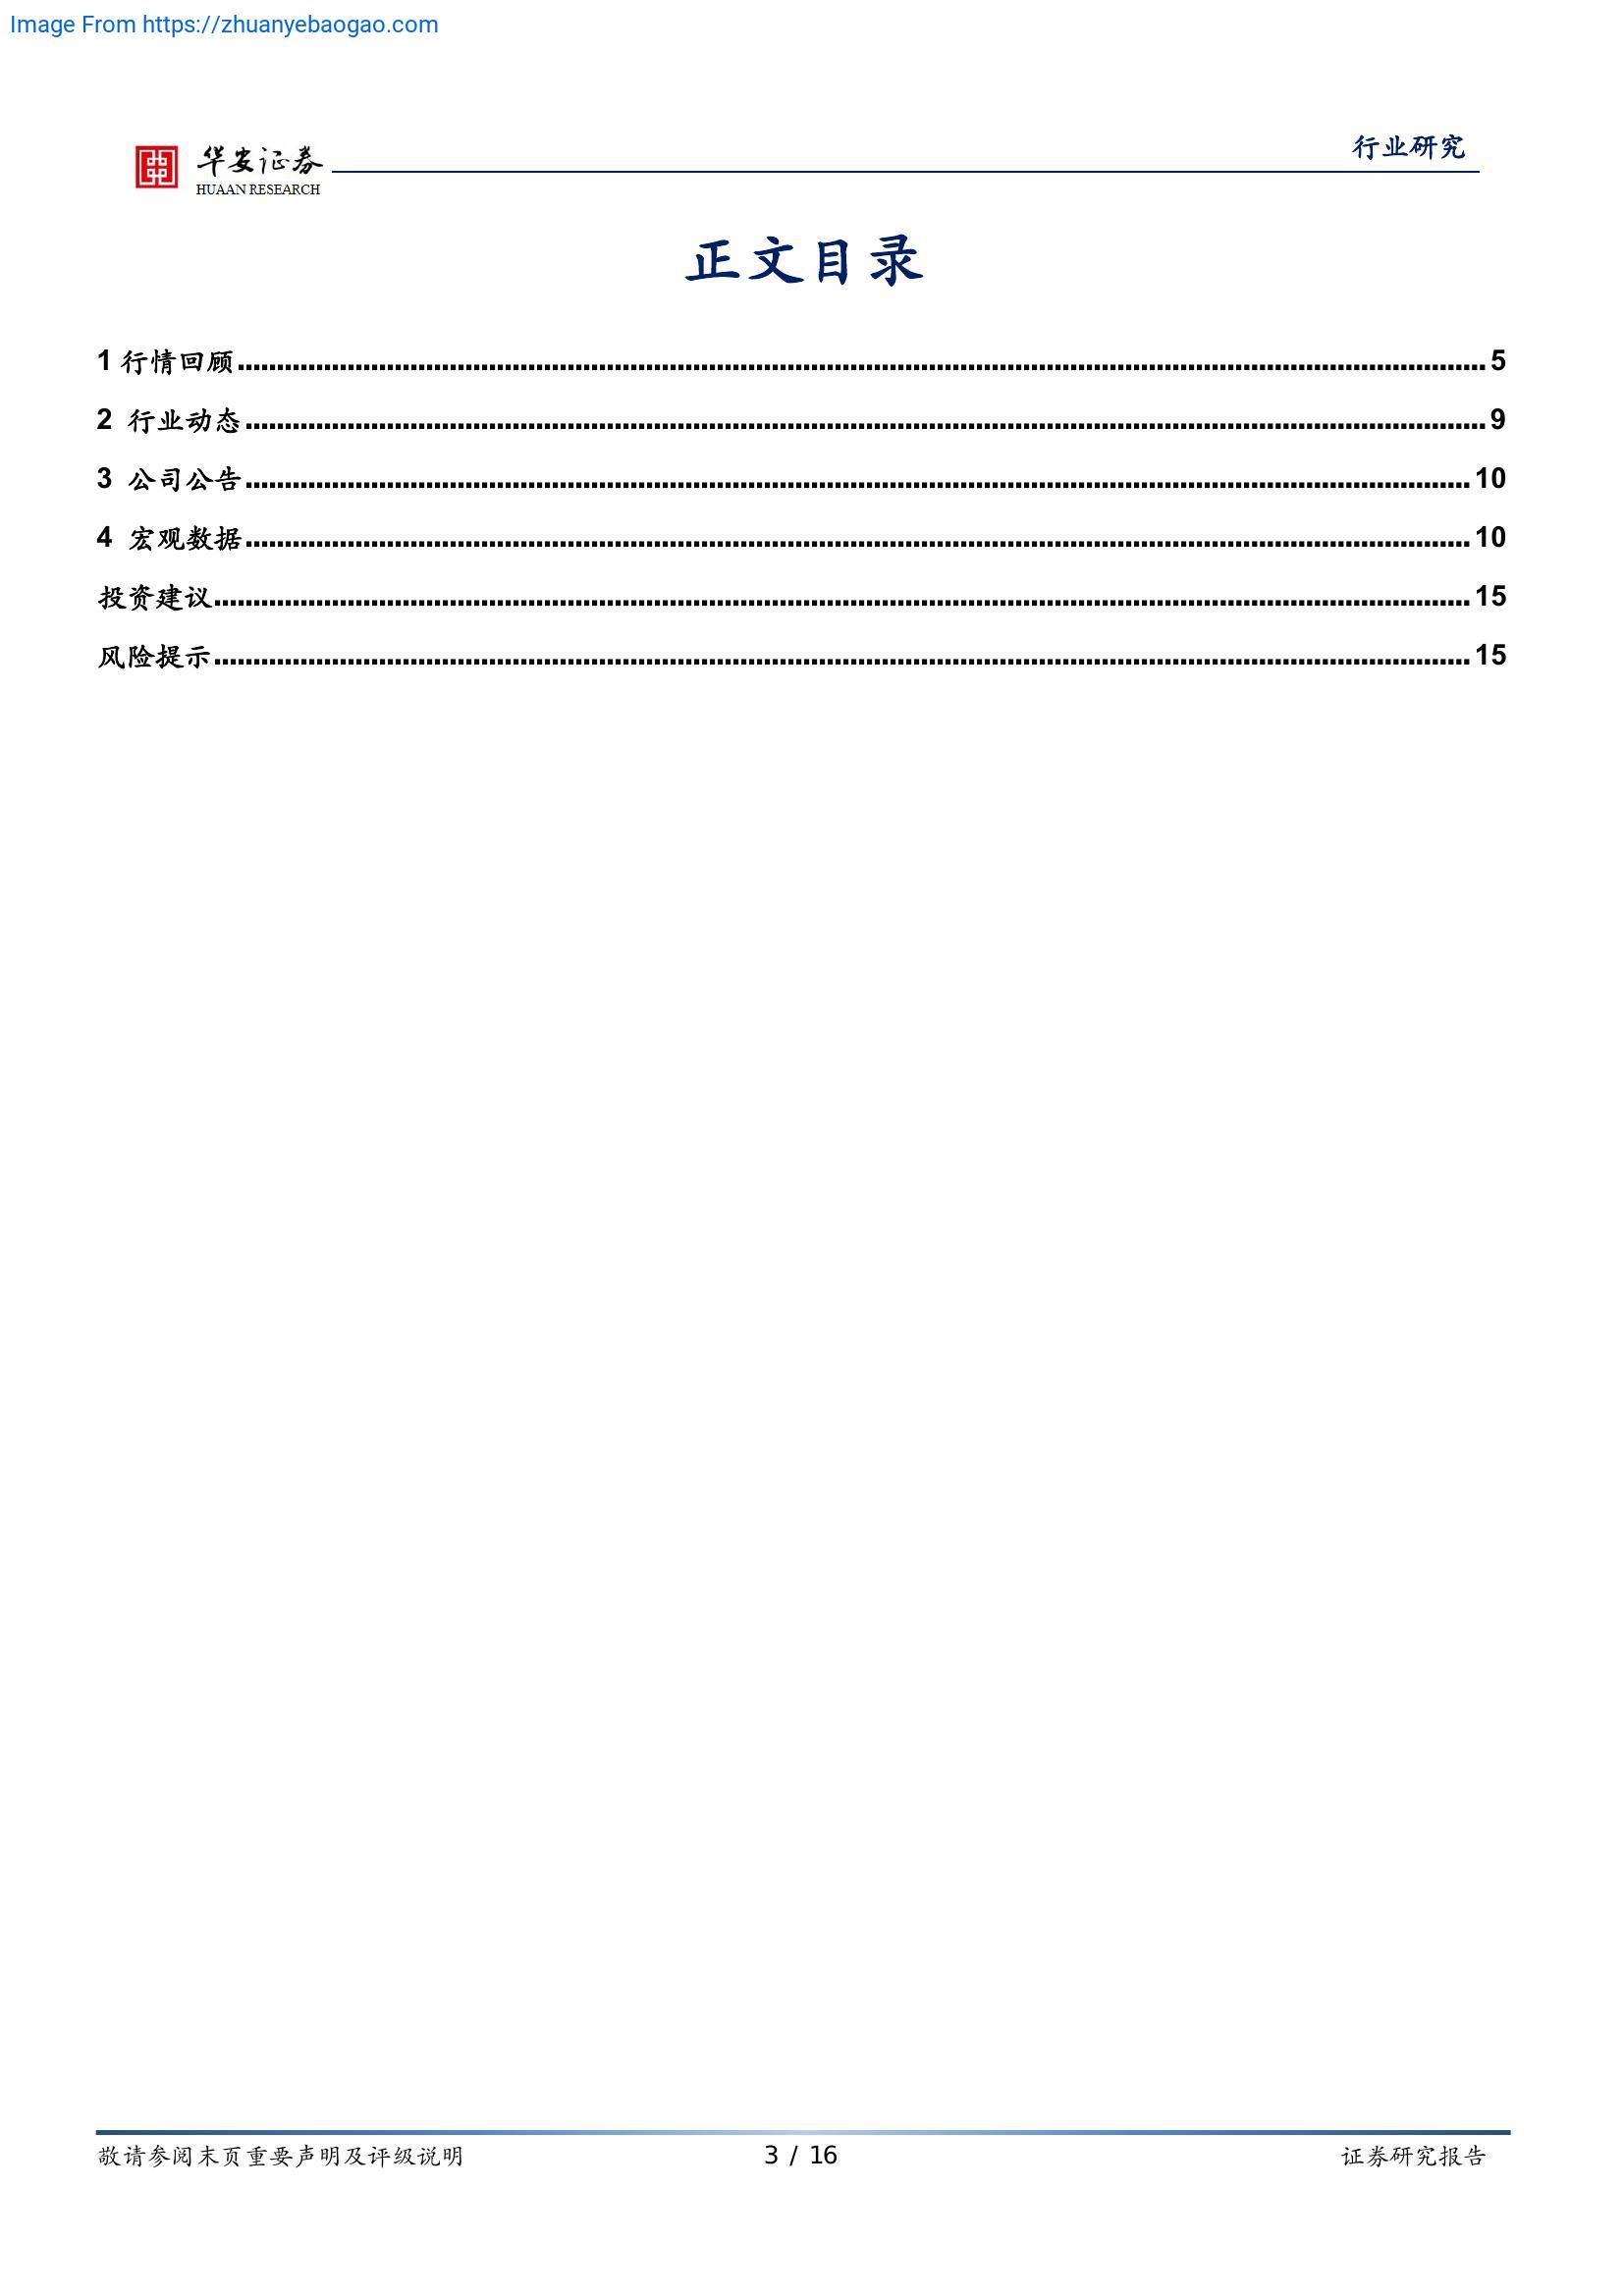 Image From https://zhuanyebaogao.com
行业研究
华安证券
HUAAN RESEARCH
正文目录
1 行情回顾 5
2 行业动态 9
3 公司公告 10
4 宏观数据 10
投资建议 15
风险提示 15
敬请参阅末页重要声明及评级说明 3 / 16 证券研究报告